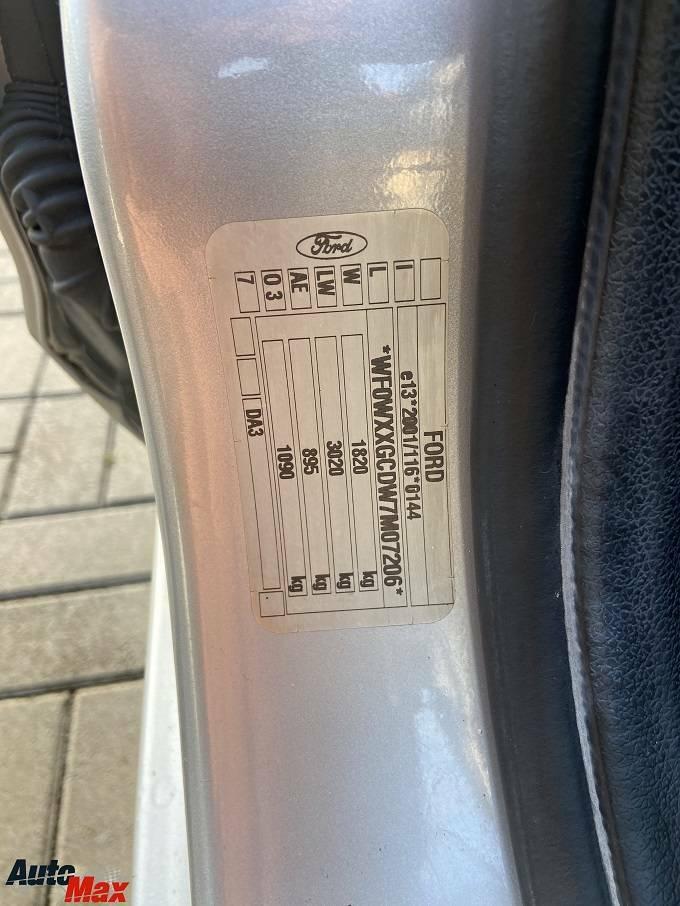 Ford
FORD
I e13*2001/116*0144
L *WF0WXXGCDW7M07206*
W 1820 kg
LW 3020 kg
AE 895 kg
0 3 1090 kg
7 DA3
AutoMax